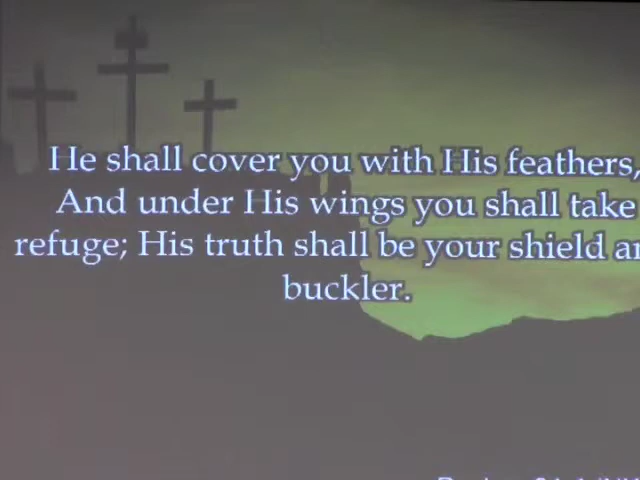 He shall cover you with His feathers,
And under His wings you shall take
refuge; His truth shall be your shield
buckler.